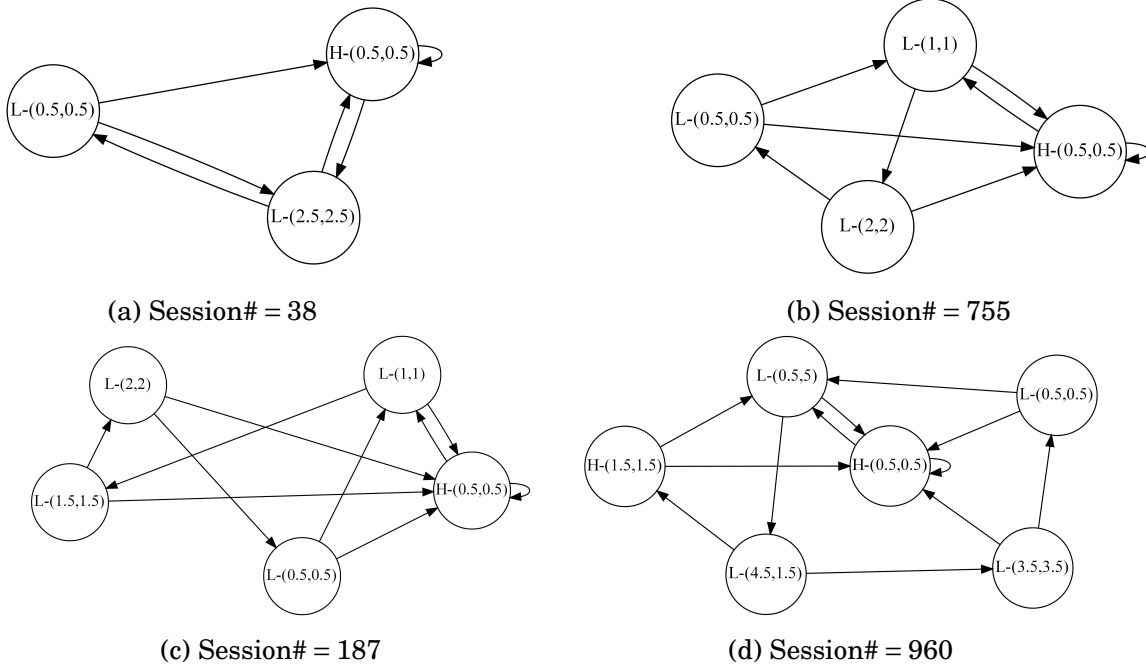 H-(0.5,0.5)
L-(0.5,0.5)
L-(2.5,2.5)
(a) Session# = 38
L-(1,1)
L-(0.5,0.5)
H-(0.5,0.5)
L-(2,2)
(b) Session# = 755
L-(2,2)
L-(1,1)
L-(1.5,1.5)
H-(0.5,0.5)
L-(0.5,0.5)
(c) Session# = 187
L-(0.5,5)
L-(0.5,0.5)
H-(1.5,1.5)
H-(0.5,0.5)
L-(4.5,1.5)
L-(3.5,3.5)
(d) Session# = 960